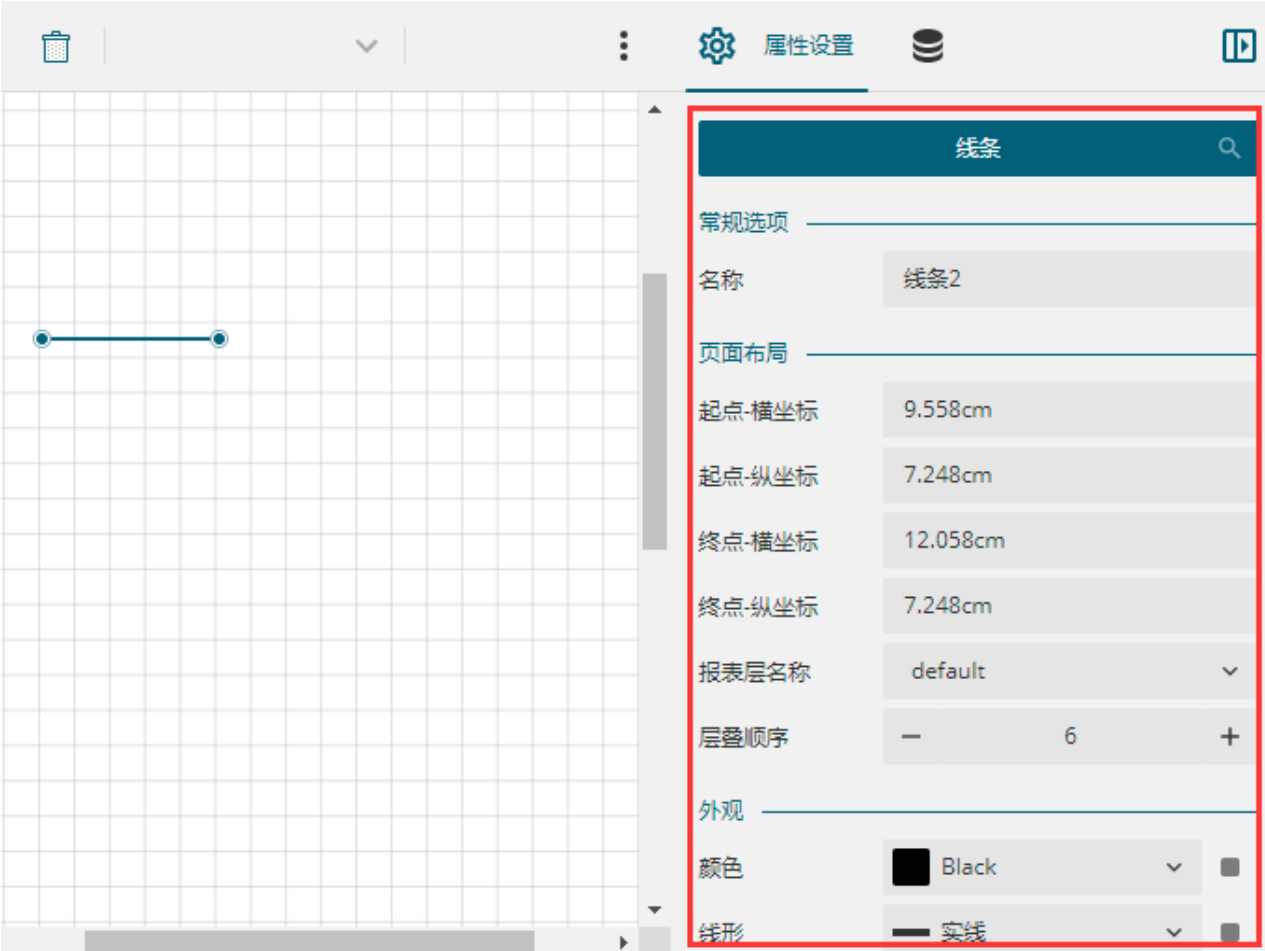 属性设置
线条
常规选项
名称 线条2
页面布局
起点-横坐标 9.558cm
起点-纵坐标 7.248cm
终点-横坐标 12.058cm
终点-纵坐标 7.248cm
报表层名称 default
层叠顺序 6
外观
颜色 Black
线形 实线